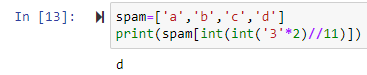 In [13]: spam=['a','b','c','d']
print(spam[int(int('3'*2)//11)])
d